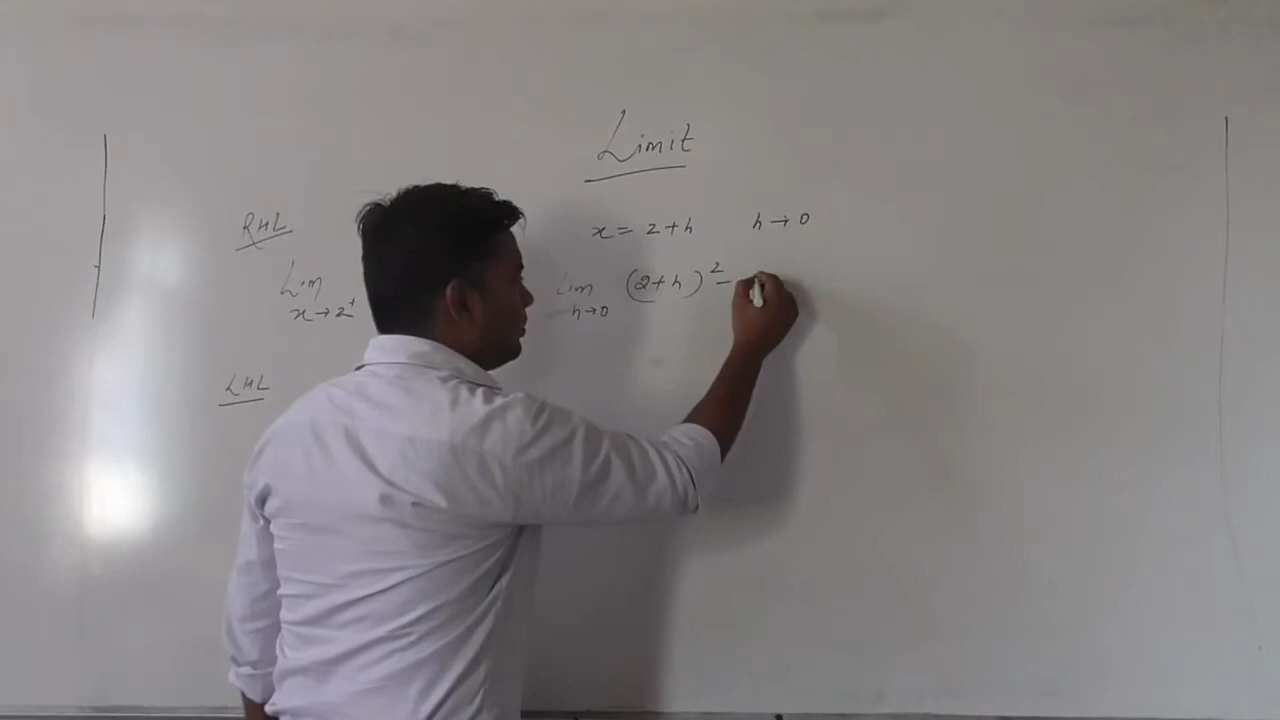 Limit
RHL x = 2+h h→0
Lim x→2⁺ Lim h→0 (2+h)² –
LHL